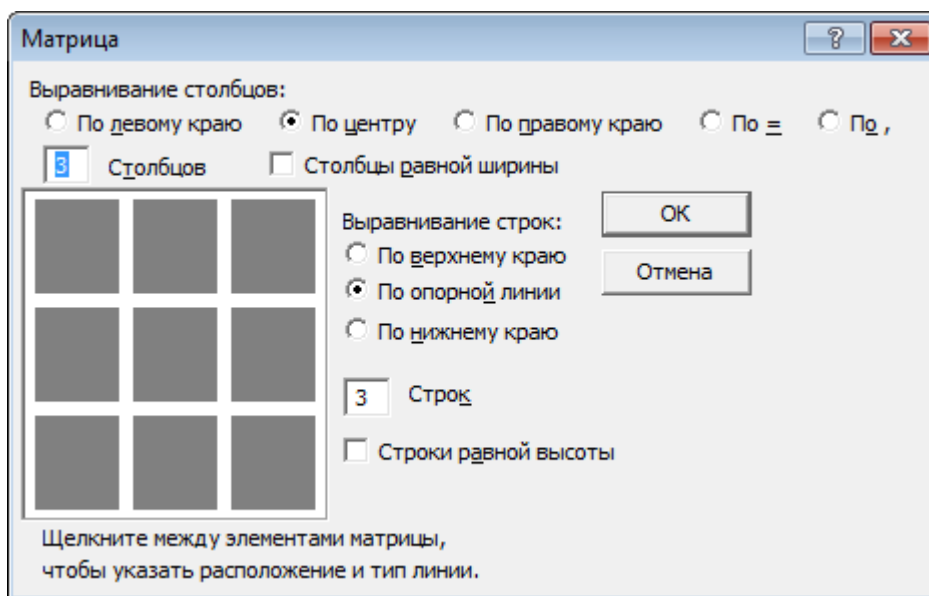 Матрица
Выравнивание столбцов:
По левому краю По центру По правому краю По = По ,
3 Столбцов Столбцы равной ширины
Выравнивание строк:
По верхнему краю
По опорной линии
По нижнему краю
3 Строк
Строки равной высоты
ОК
Отмена
Щелкните между элементами матрицы,
чтобы указать расположение и тип линии.